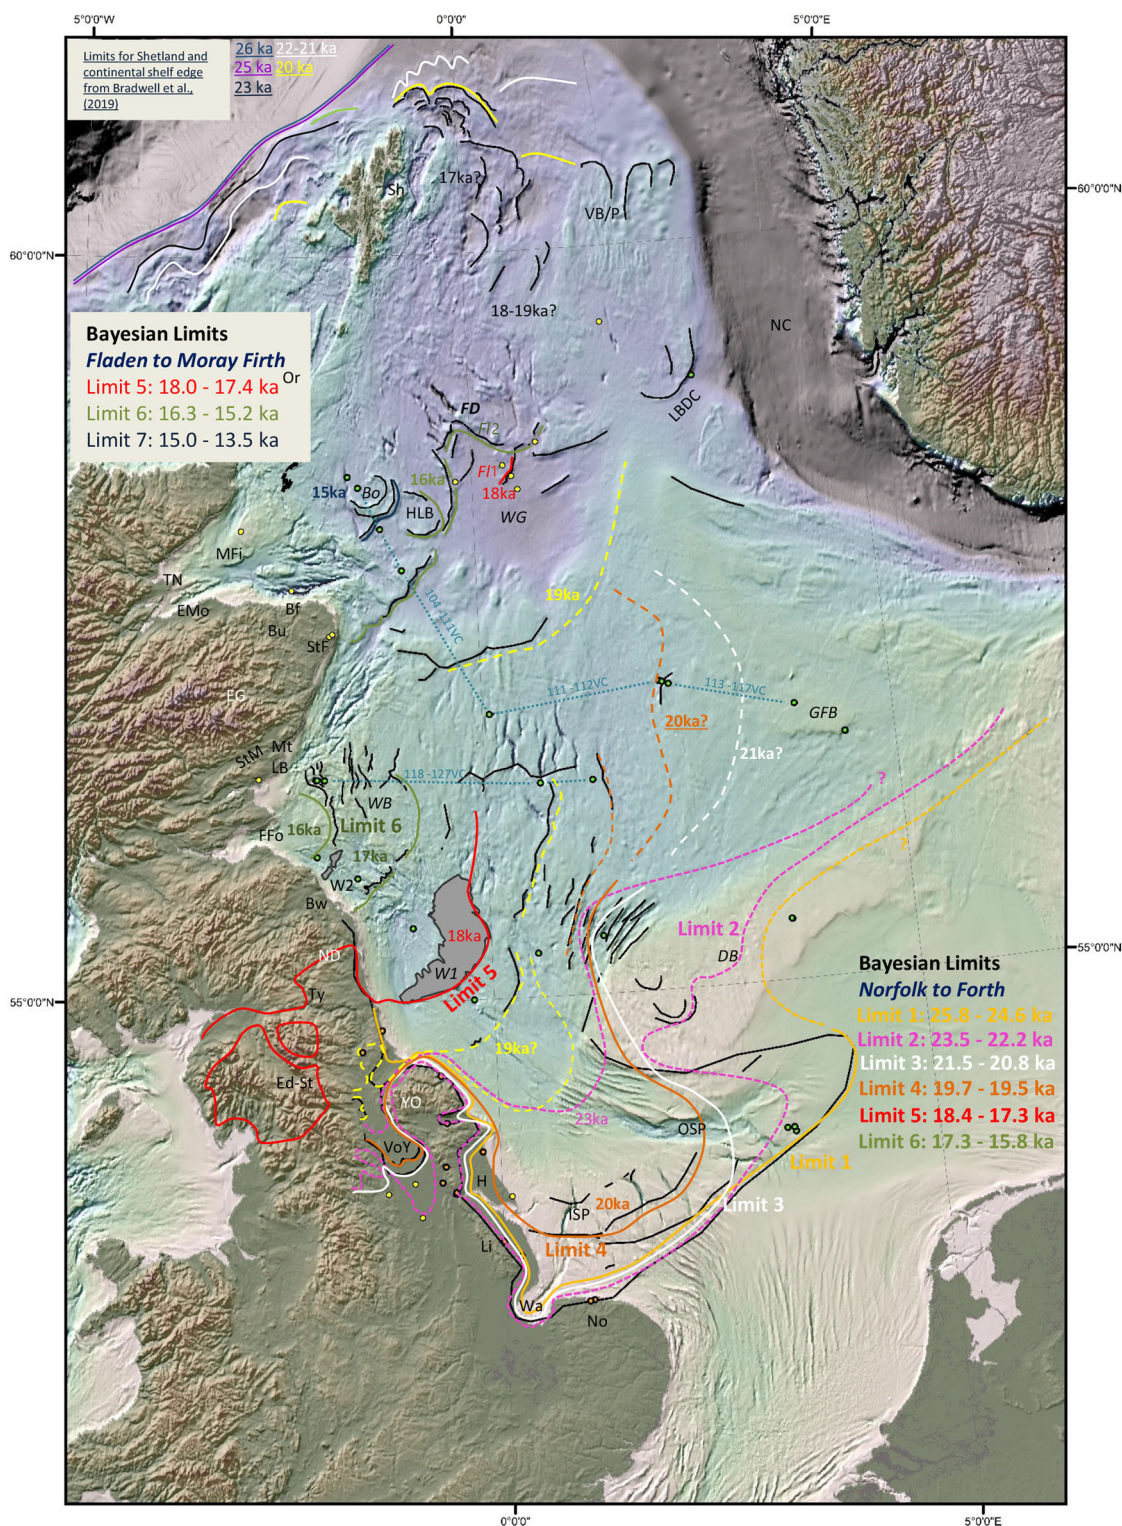 5°0'0"W
0°0'0"
5°0'0"E
Limits for Shetland and
continental shelf edge
from Bradwell et al.,
(2019)
26 ka 22-21 ka
25 ka 20 ka
23 ka
60°0'0"N
60°0'0"N
Sh
17ka?
VB/P
18-19ka?
NC
LBDC
Bayesian Limits
Fladen to Moray Firth
Limit 5: 18.0 - 17.4 ka Or
Limit 6: 16.3 - 15.2 ka
Limit 7: 15.0 - 13.5 ka
FD
Fl2
Fl1
16ka
15ka
Bo
HLB
18ka
WG
MFi
TN
EMo
Bf
Bu
StF
19ka
104 -111VC
111 -112VC
113 -117VC
GFB
EG
20ka?
21ka?
StM
Mt
LB
118 -127VC
WB
?
FFo
16ka
Limit 6
17ka
?
W2
Bw
Limit 2
18ka
ND
W1
Limit 5
DB
55°0'0"N
55°0'0"N
Ty
Bayesian Limits
Norfolk to Forth
Limit 1: 25.8 - 24.6 ka
Limit 2: 23.5 - 22.2 ka
Limit 3: 21.5 - 20.8 ka
Limit 4: 19.7 - 19.5 ka
Limit 5: 18.4 - 17.3 ka
Limit 6: 17.3 - 15.8 ka
19ka?
Ed-St
YO
23ka
OSP
VoY
Limit 1
H
20ka
ISP
Limit 3
Li
Limit 4
Wa
No
0°0'0"
5°0'0"E